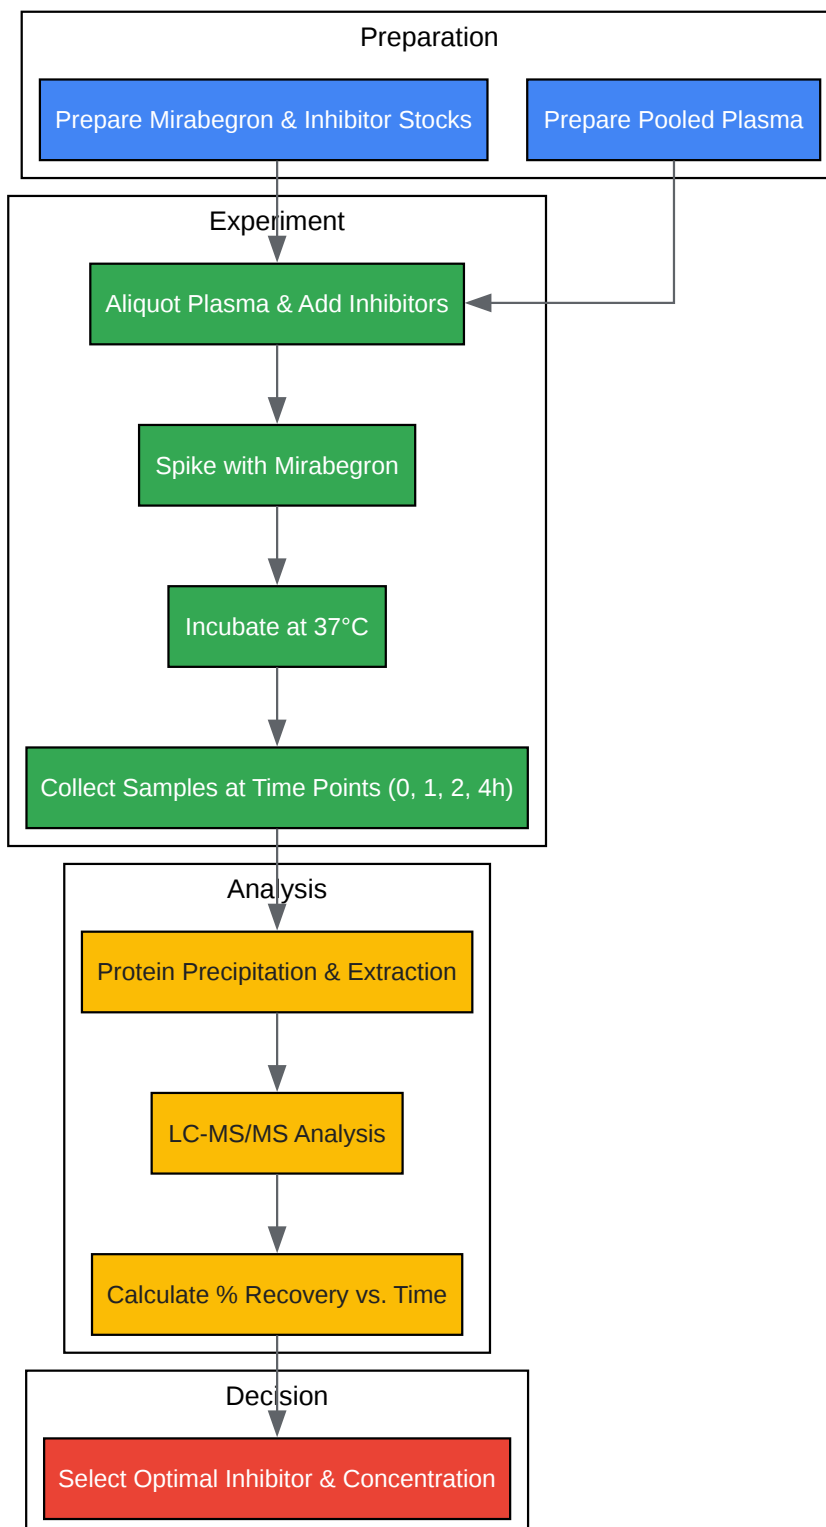 Preparation
Prepare Mirabegron & Inhibitor Stocks
Prepare Pooled Plasma
Experiment
Aliquot Plasma & Add Inhibitors
Spike with Mirabegron
Incubate at 37°C
Collect Samples at Time Points (0, 1, 2, 4h)
Analysis
Protein Precipitation & Extraction
LC-MS/MS Analysis
Calculate % Recovery vs. Time
Decision
Select Optimal Inhibitor & Concentration